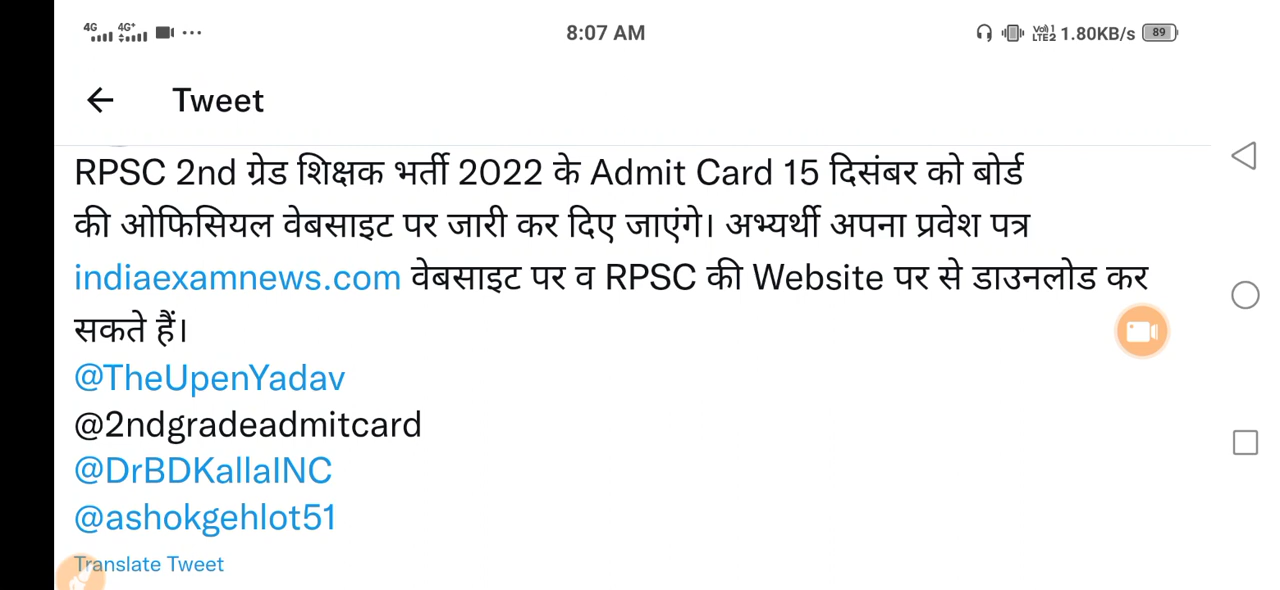 4G 4G+ ... 8:07 AM VoI) 1 LTE2 1.80KB/s 89
Tweet
RPSC 2nd ग्रेड शिक्षक भर्ती 2022 के Admit Card 15 दिसंबर को बोर्ड
की ओफिसियल वेबसाइट पर जारी कर दिए जाएंगे। अभ्यर्थी अपना प्रवेश पत्र
indiaexamnews.com वेबसाइट पर व RPSC की Website पर से डाउनलोड कर
सकते हैं।
@TheUpenYadav
@2ndgradeadmitcard
@DrBDKallaINC
@ashokgehlot51
Translate Tweet